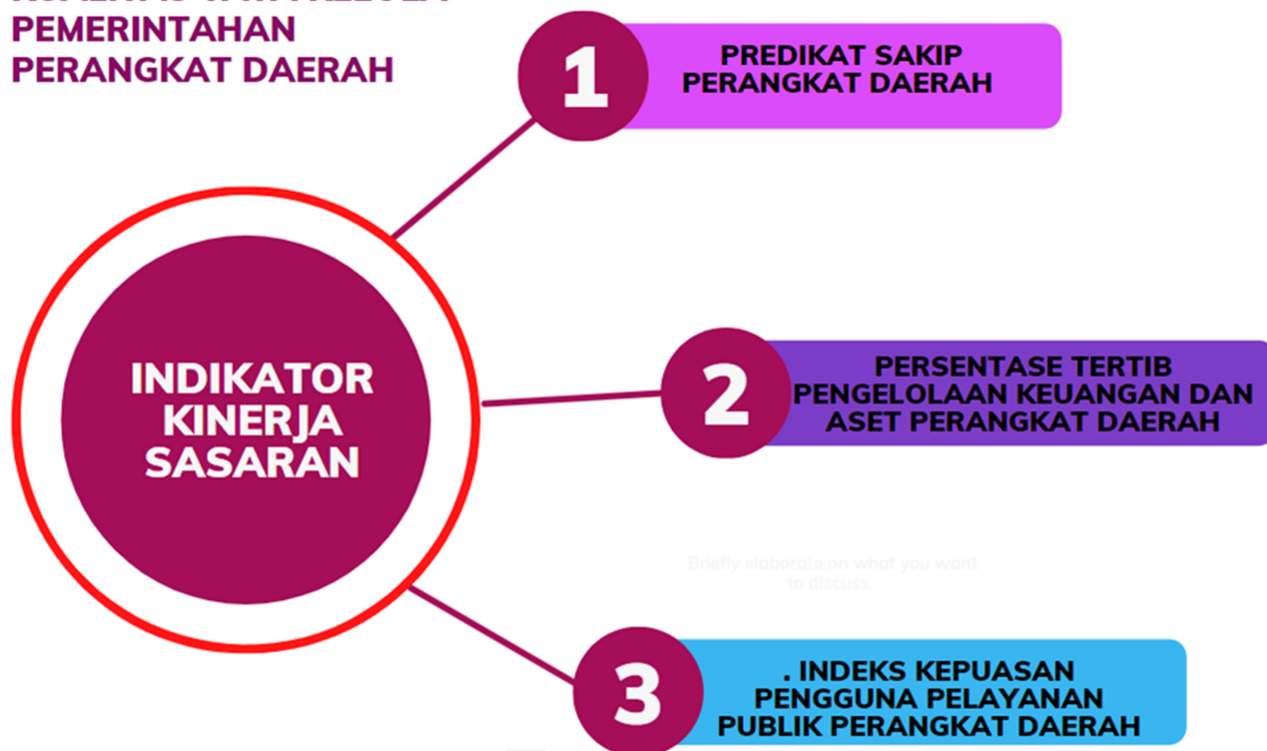 PEMERINTAHAN
PERANGKAT DAERAH
1
PREDIKAT SAKIP
PERANGKAT DAERAH
INDIKATOR
KINERJA
SASARAN
2
PERSENTASE TERTIB
PENGELOLAAN KEUANGAN DAN
ASET PERANGKAT DAERAH
Briefly elaborate on what you want
to discuss.
3
. INDEKS KEPUASAN
PENGGUNA PELAYANAN
PUBLIK PERANGKAT DAERAH